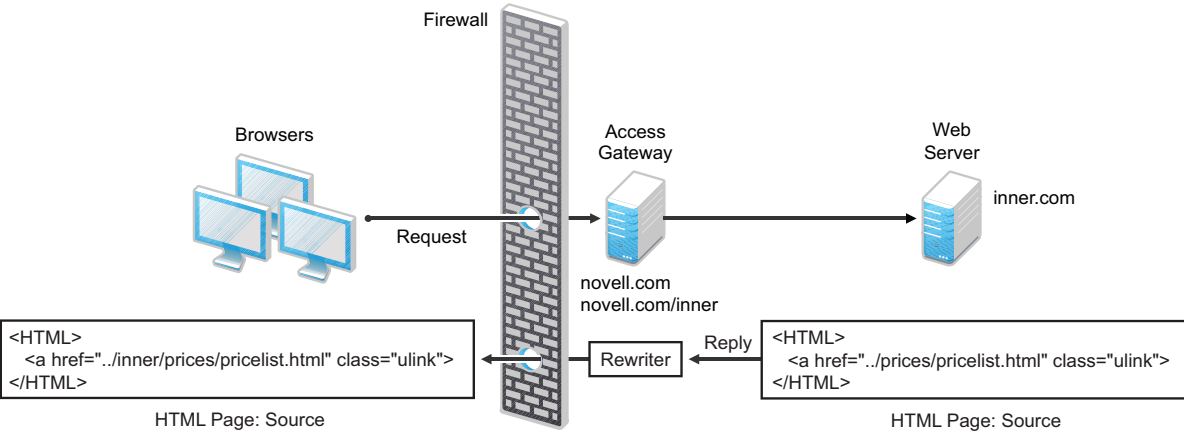 Firewall
Browsers
Access
Gateway
Web
Server
inner.com
Request
novell.com
novell.com/inner
<HTML>
<a href="../inner/prices/pricelist.html" class="ulink">
</HTML>
HTML Page: Source
Rewriter
Reply
<HTML>
<a href="../prices/pricelist.html" class="ulink">
</HTML>
HTML Page: Source